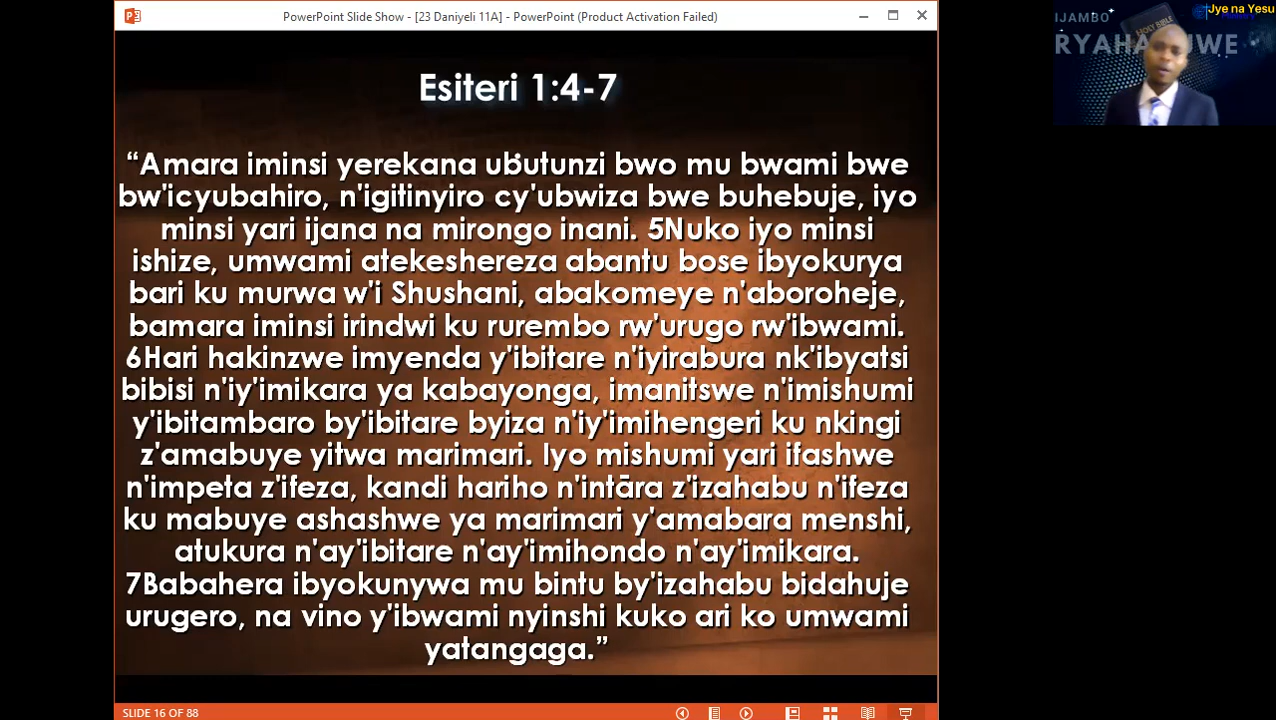 PowerPoint Slide Show - [23 Daniyeli 11A] - PowerPoint (Product Activation Failed)
Esiteri 1:4-7
“Amara iminsi yerekana ubutunzi bwo mu bwami bwe
bw'icyubahiro, n'igitinyiro cy'ubwiza bwe buhebuje, iyo
minsi yari ijana na mirongo inani. 5Nuko iyo minsi
ishize, umwami atekeshereza abantu bose ibyokurya
bari ku murwa w'i Shushani, abakomeye n'aboroheje,
bamara iminsi irindwi ku rurembo rw'urugo rw'ibwami.
6Hari hakinzwe imyenda y'ibitare n'iyirabura nk'ibyatsi
bibisi n'iy'imikara ya kabayonga, imanitswe n'imishumi
y'ibitambaro by'ibitare byiza n'iy'imihengeri ku nkingi
z'amabuye yitwa marimari. Iyo mishumi yari ifashwe
n'impeta z'ifeza, kandi hariho n'intāra z'izahabu n'ifeza
ku mabuye ashashwe ya marimari y'amabara menshi,
atukura n'ay'ibitare n'ay'imihondo n'ay'imikara.
7Babahera ibyokunywa mu bintu by'izahabu bidahuje
urugero, na vino y'ibwami nyinshi kuko ari ko umwami
yatangaga.”
SLIDE 16 OF 88
IJAMBO
HOLY BIBLE
Jye na Yesu
Ministry